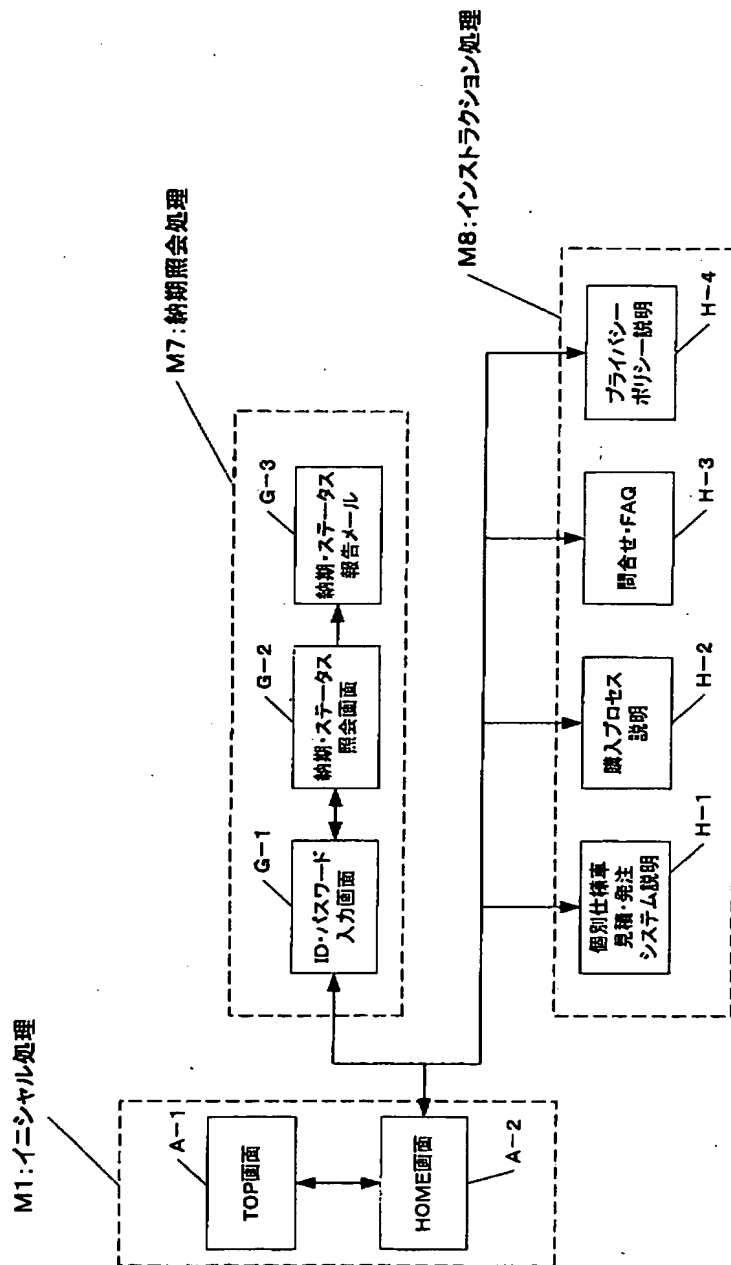 M1:イニシャル処理
A-1
TOP画面
HOME画面
A-2
M7:納期照会処理
G-1
ID・パスワード
入力画面
G-2
納期・ステータス
照会画面
G-3
納期・ステータス
報告メール
M8:インストラクション処理
個別仕様車
見積・発注
システム説明
H-1
購入プロセス
説明
H-2
問合せ・FAQ
H-3
プライバシー
ポリシー説明
H-4